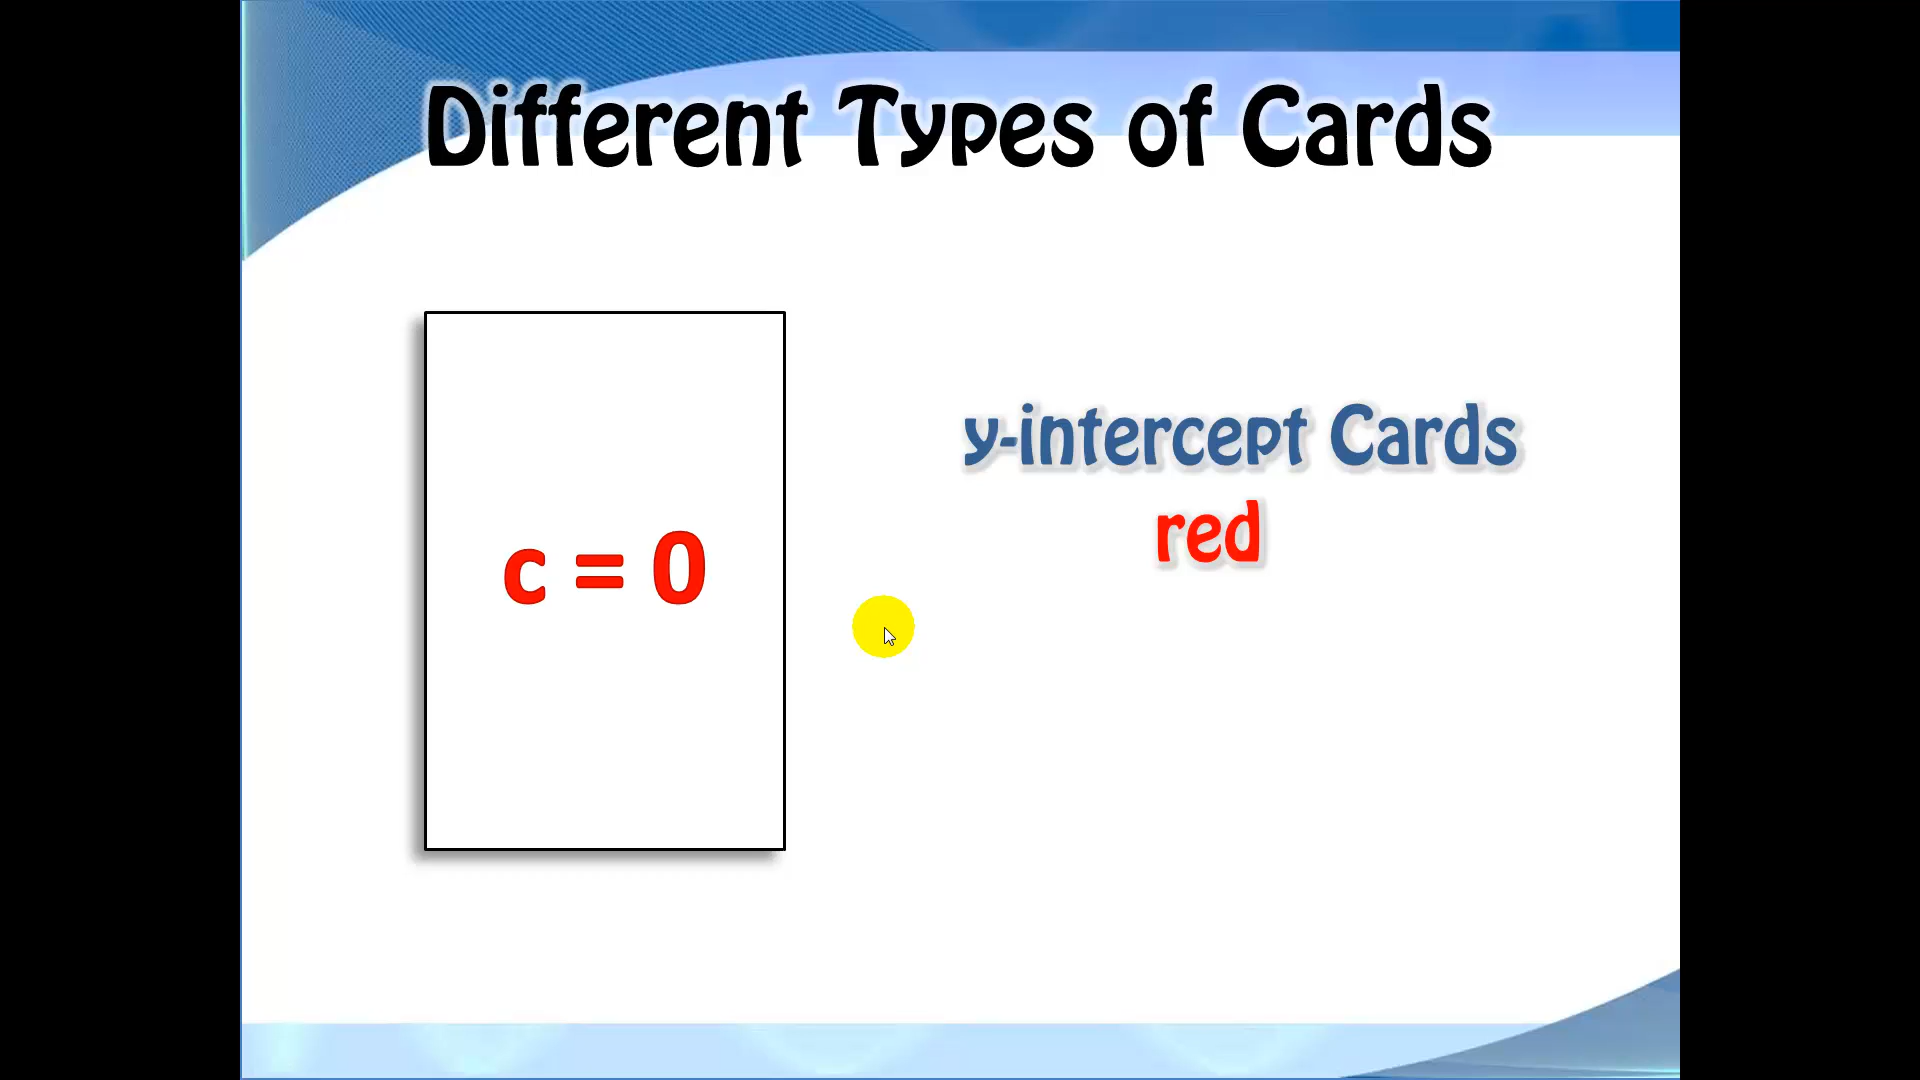 Different Types of Cards
y-intercept Cards
red
c = 0